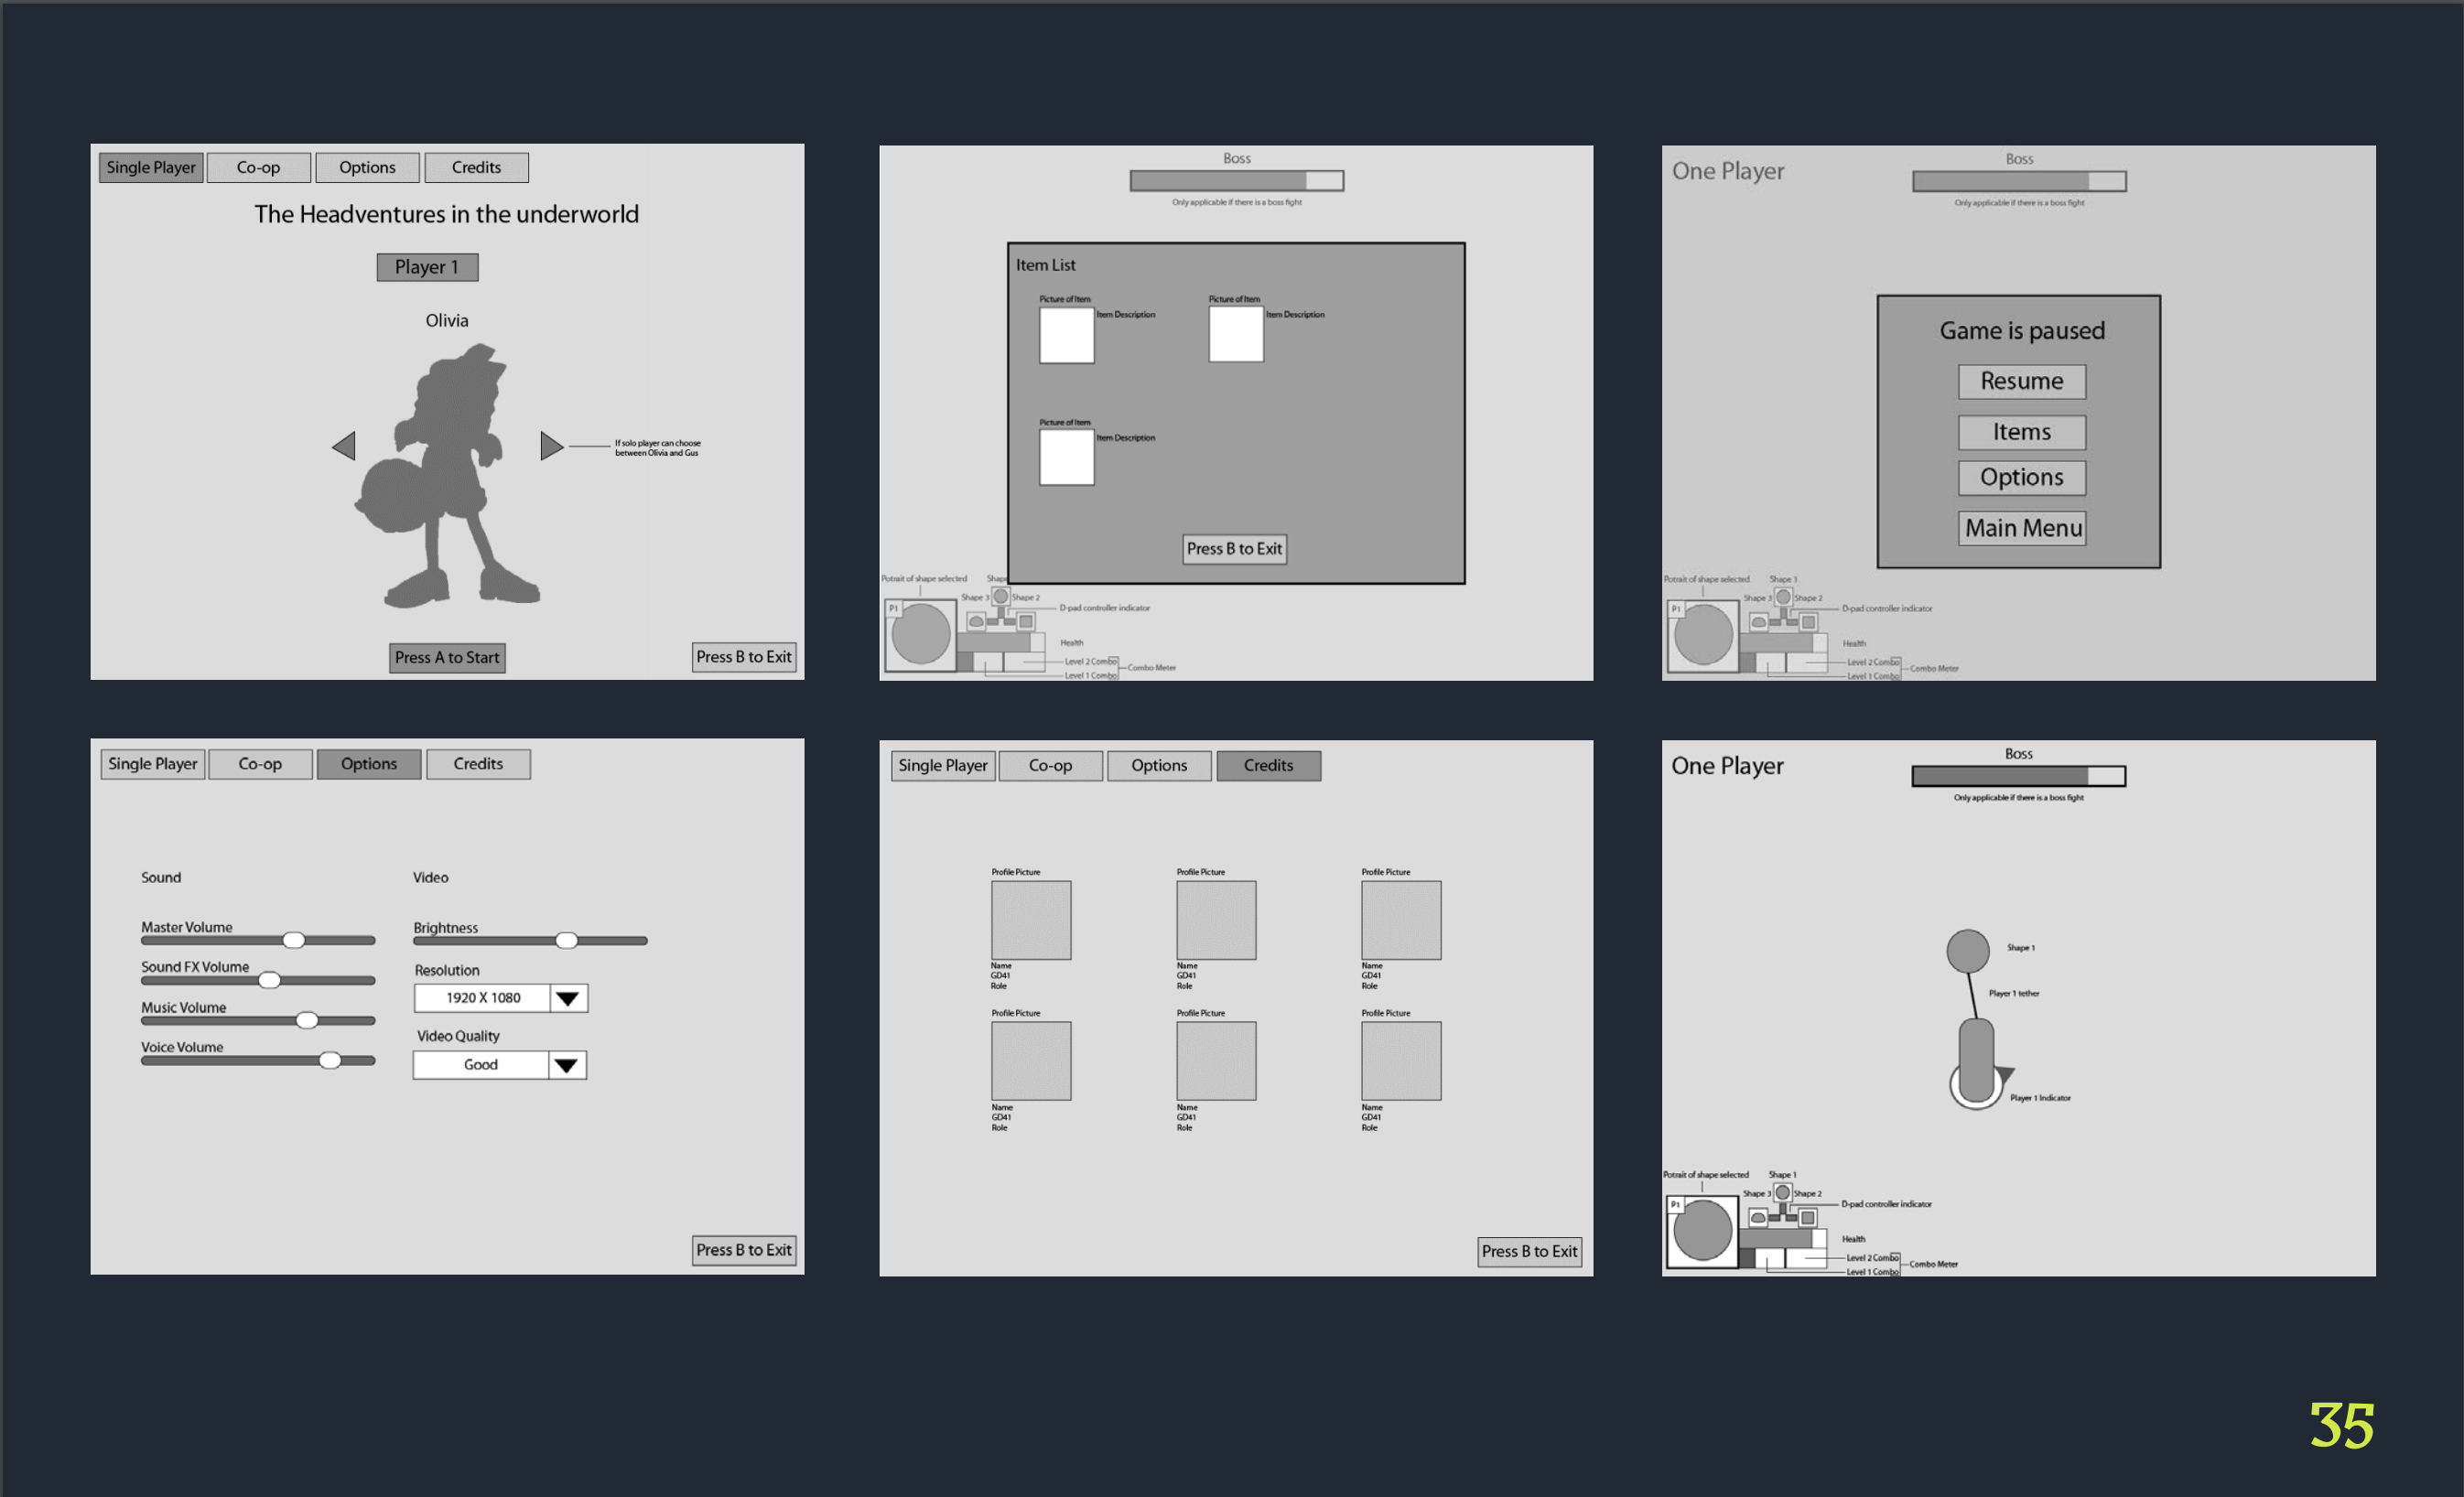 Single Player
Co-op
Options
Credits
The Headventures in the underworld
Player 1
Olivia
If solo player can choose
between Olivia and Gus
Press A to Start
Press B to Exit
Boss
Only applicable if there is a boss fight
Item List
Picture of Item
Item Description
Picture of Item
Item Description
Picture of Item
Item Description
Press B to Exit
Potrait of shape selected
Shape
P1
Shape 3
Shape 2
D-pad controller indicator
Health
Level 2 Combo
Combo Meter
Level 1 Combo
One Player
Boss
Only applicable if there is a boss fight
Game is paused
Resume
Items
Options
Main Menu
Potrait of shape selected
Shape 1
P1
Shape 3
Shape 2
D-pad controller indicator
Health
Level 2 Combo
Combo Meter
Level 1 Combo
Single Player
Co-op
Options
Credits
Sound
Video
Master Volume
Brightness
Sound FX Volume
Resolution
1920 X 1080
Music Volume
Video Quality
Voice Volume
Good
Press B to Exit
Single Player
Co-op
Options
Credits
Profile Picture
Profile Picture
Profile Picture
Name
GD41
Role
Name
GD41
Role
Name
GD41
Role
Profile Picture
Profile Picture
Profile Picture
Name
GD41
Role
Name
GD41
Role
Name
GD41
Role
Press B to Exit
One Player
Boss
Only applicable if there is a boss fight
Shape 1
Player 1 tether
Player 1 Indicator
Potrait of shape selected
Shape 1
P1
Shape 3
Shape 2
D-pad controller indicator
Health
Level 2 Combo
Combo Meter
Level 1 Combo
35